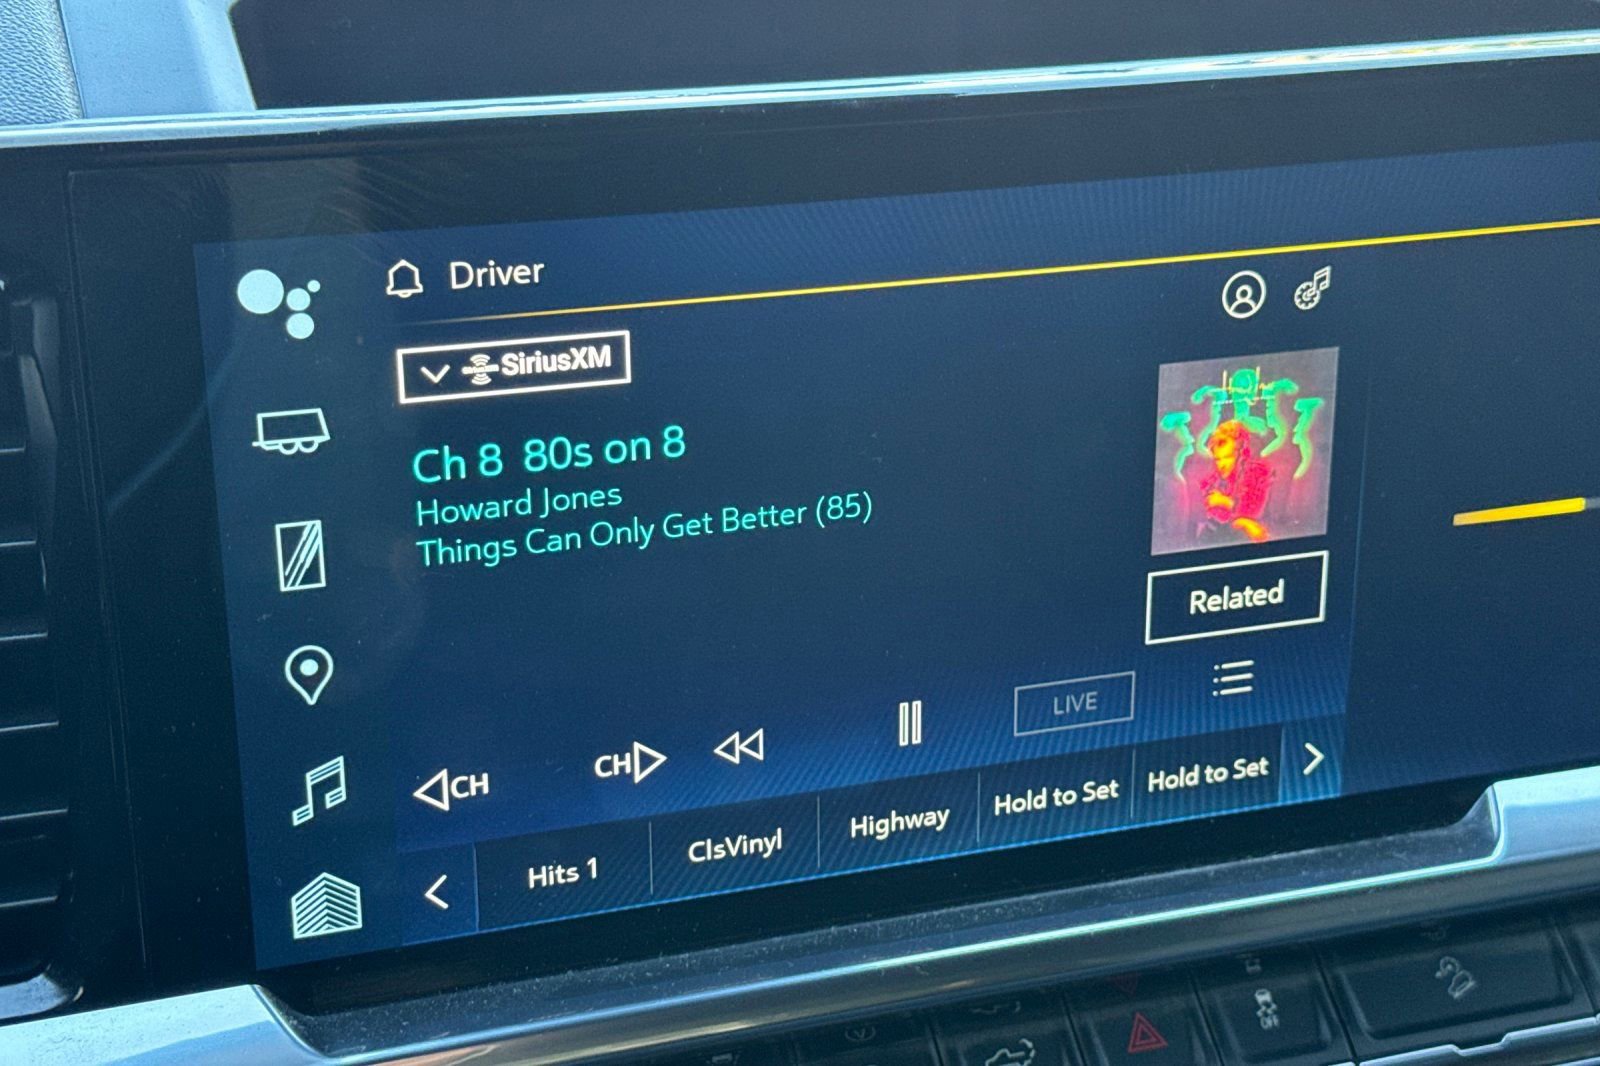 Driver
SiriusXM
Ch 8 80s on 8
Howard Jones
Things Can Only Get Better (85)
Related
LIVE
CH
CH
Hits 1
ClsVinyl
Highway
Hold to Set
Hold to Set
OFF